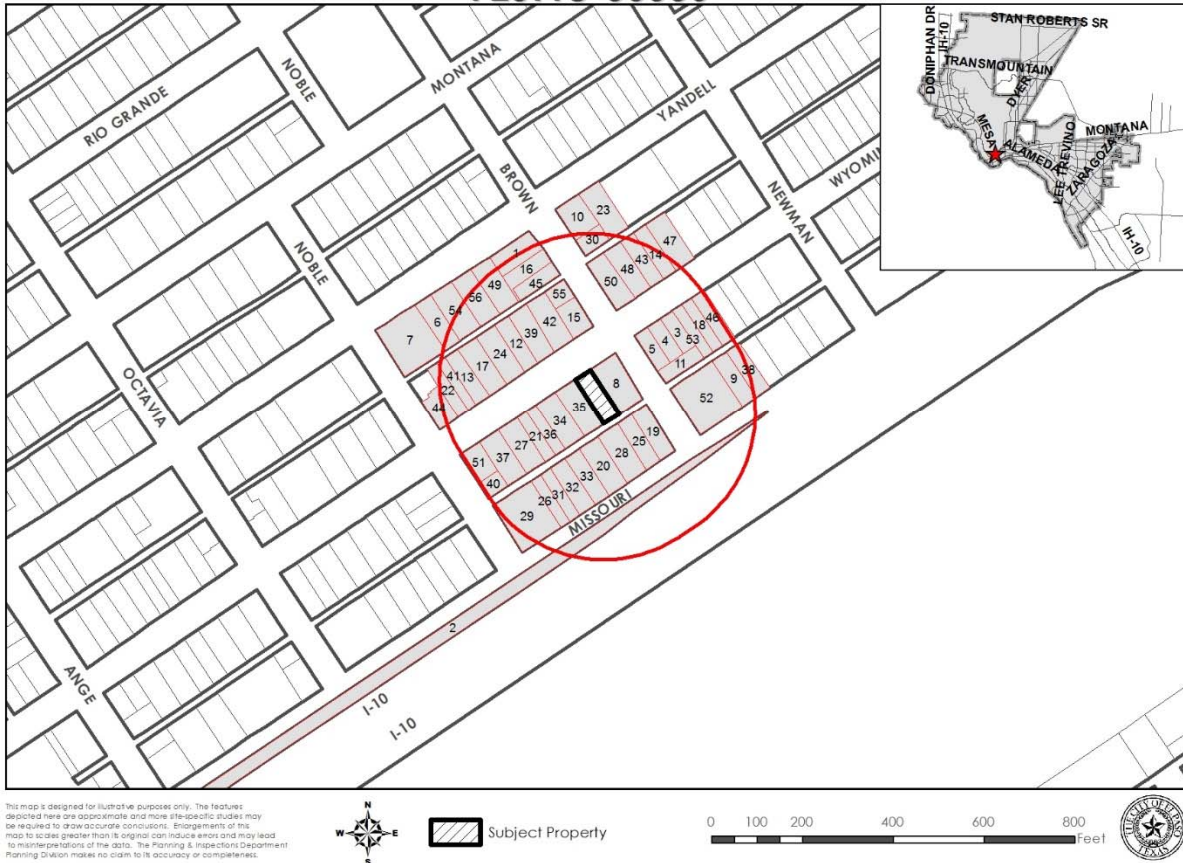 STAN ROBERTS SR
DONIPHAN DR
IH-10
TRANSMOUNTAIN
DYER
MESA
MONTANA
ALAMEDA
LEE TREVINO
ZARAGOZA
IH-10
NOBLE
MONTANA
RIO GRANDE
YANDELL
BROWN
WYOMIN
NEWMAN
NOBLE
OCTAVIA
ANGE
MISSOURI
I-10
I-10
10
23
30
1
47
16
43
14
49
48
45
50
56
54
55
6
42
15
46
7
39
18
3
12
4
53
24
5
17
11
41
13
38
22
8
9
44
35
52
34
36
21
19
27
25
37
28
51
20
40
33
32
31
26
29
2
This map is designed for illustrative purposes only. The features
depicted here are approximate and more site-specific studies may
be required to draw accurate conclusions. Enlargements of this
map to scales greater than its original can induce errors and may lead
to misinterpretations of the data. The Planning & Inspections Department
Planning Division makes no claim to its accuracy or completeness.
N
W
E
S
Subject Property
0 100 200 400 600 800
Feet
THE CITY OF EL PASO
TEXAS